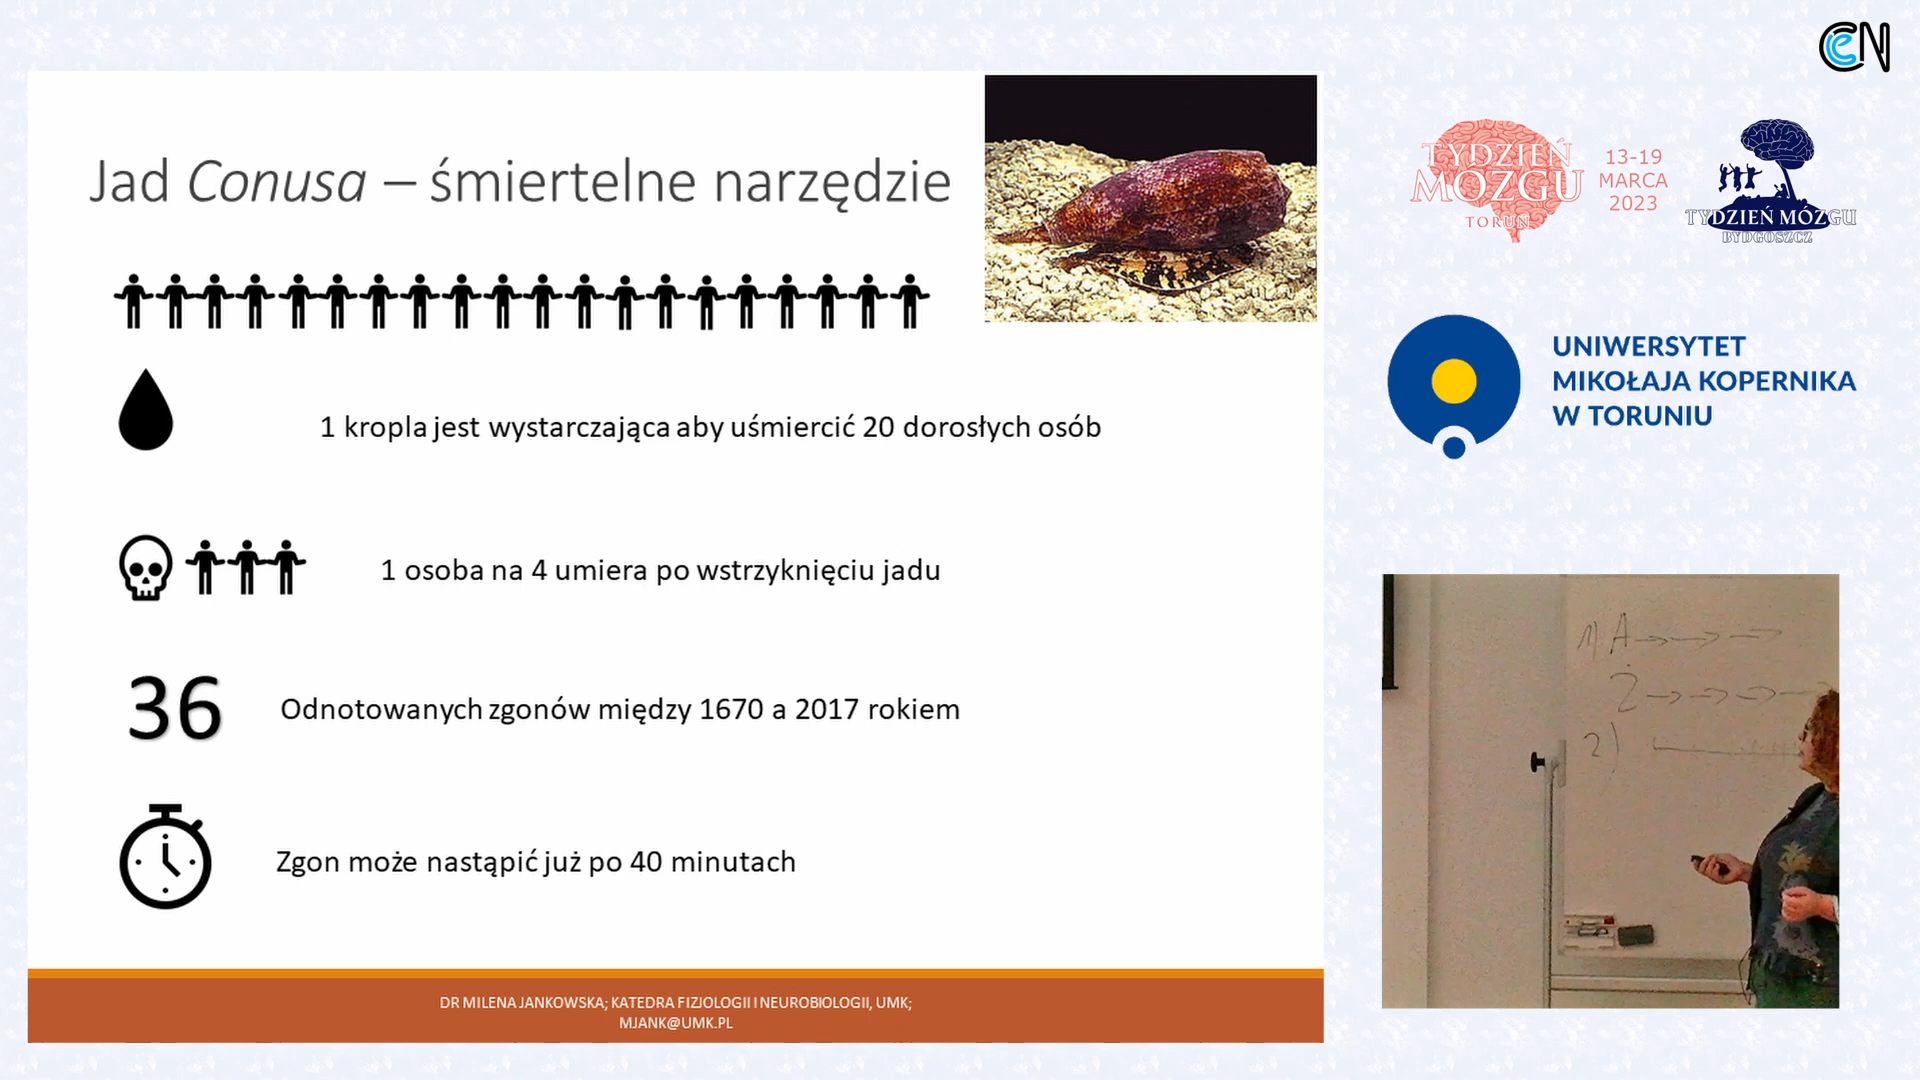 CeN
Jad Conusa – śmiertelne narzędzie
1 kropla jest wystarczająca aby uśmiercić 20 dorosłych osób
1 osoba na 4 umiera po wstrzyknięciu jadu
36
Odnotowanych zgonów między 1670 a 2017 rokiem
Zgon może nastąpić już po 40 minutach
DR MILENA JANKOWSKA; KATEDRA FIZJOLOGII I NEUROBIOLOGII, UMK;
MJANK@UMK.PL
TYDZIEŃ
MÓZGU
TORUŃ
13-19
MARCA
2023
TYDZIEŃ MÓZGU
BYDGOSZCZ
UNIWERSYTET
MIKOŁAJA KOPERNIKA
W TORUNIU
1) A
Ż
2)